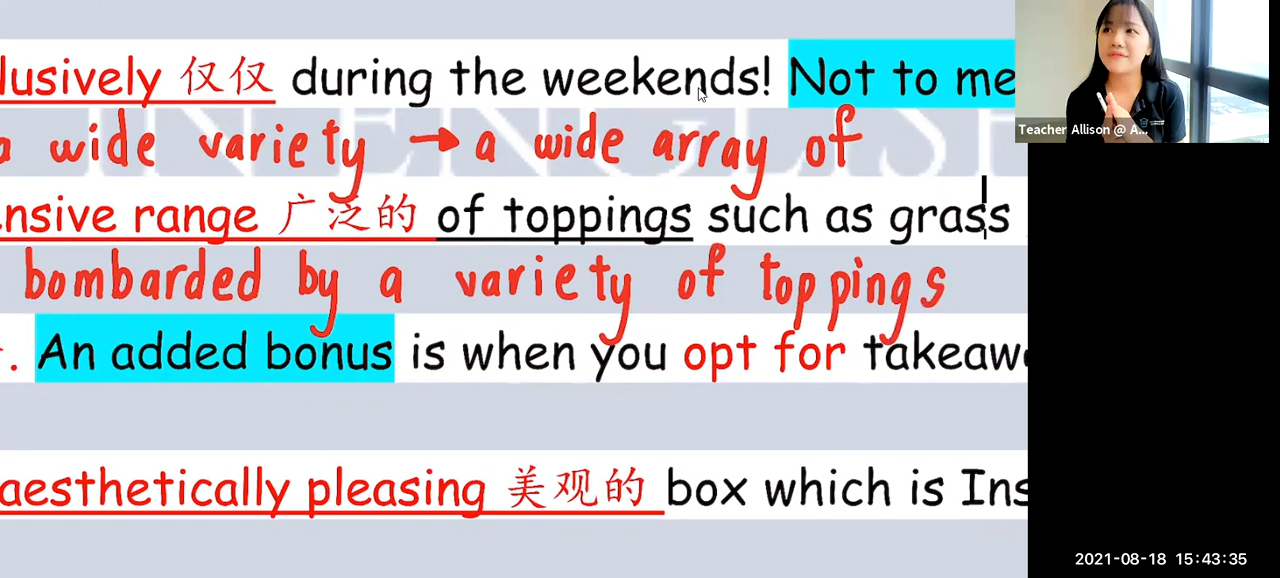 lusively 仅仅 during the weekends! Not to me
IN ENGLISH
a wide variety → a wide array of
nsive range 广泛的 of toppings such as grass
bombarded by a variety of toppings
. An added bonus is when you opt for takeaw
aesthetically pleasing 美观的 box which is Ins
Teacher Allison @ A...
2021-08-18 15:43:35